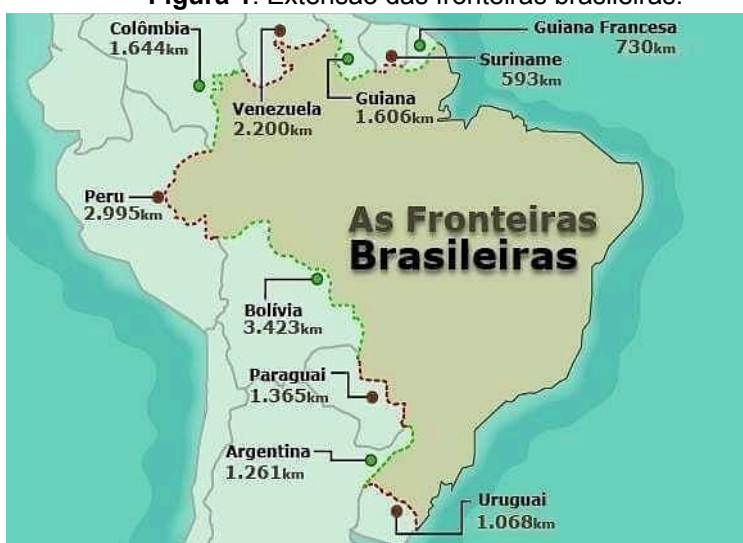 Figura 1. Extensão das fronteiras brasileiras.
Colômbia
1.644km
Guiana Francesa
730km
Suriname
593km
Venezuela
2.200km
Guiana
1.606km
Peru
2.995km
As Fronteiras
Brasileiras
Bolívia
3.423km
Paraguai
1.365km
Argentina
1.261km
Uruguai
1.068km